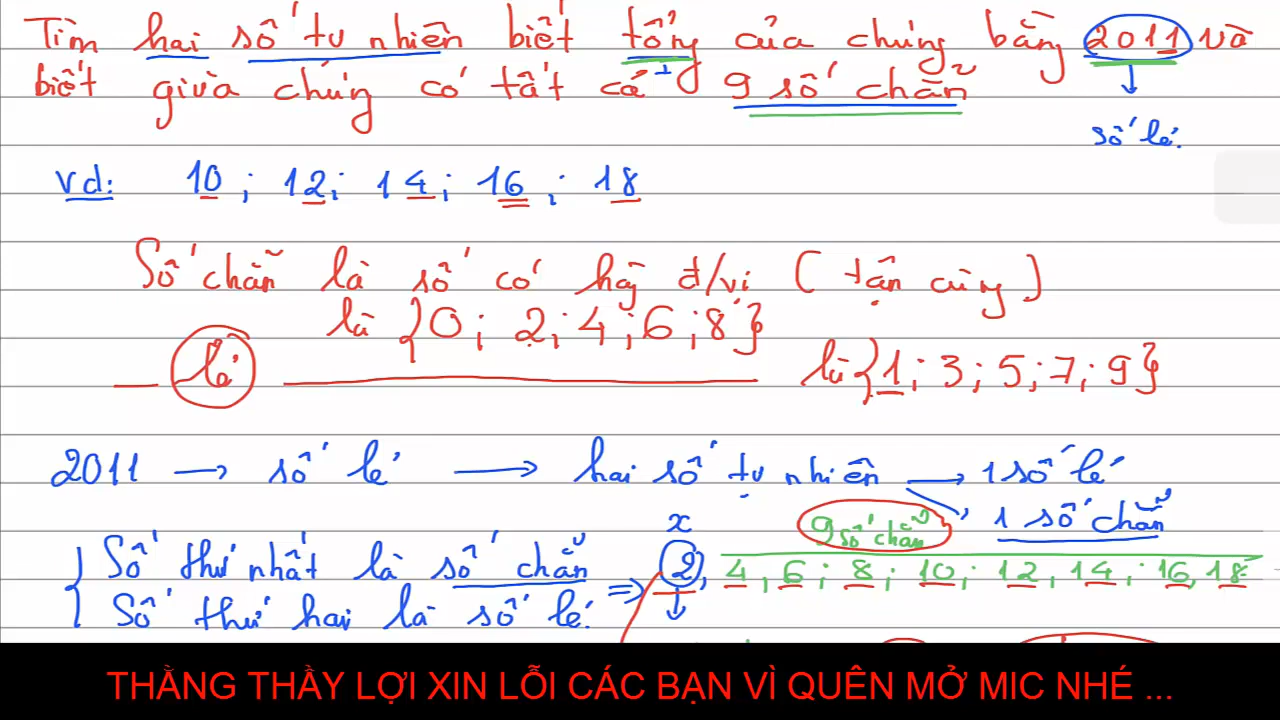 Tìm hai số tự nhiên biết tổng của chúng bằng 2011 và
biết giữa chúng có tất cả 9 số chẵn
số lẻ.
vd: 10 ; 12; 14; 16 ; 18
Số chẵn là số có hàng đ/vị (tận cùng)
là {0; 2; 4; 6; 8}
lẻ là {1; 3; 5; 7; 9}
2011 → số lẻ → hai số tự nhiên → 1 số lẻ
1 số chẵn
x 9 số chẵn
Số thứ nhất là số chẵn ⇒ 2, 4, 6; 8; 10; 12, 14; 16, 18
Số thứ hai là số lẻ.
THẰNG THẦY LỢI XIN LỖI CÁC BẠN VÌ QUÊN MỞ MIC NHÉ ...